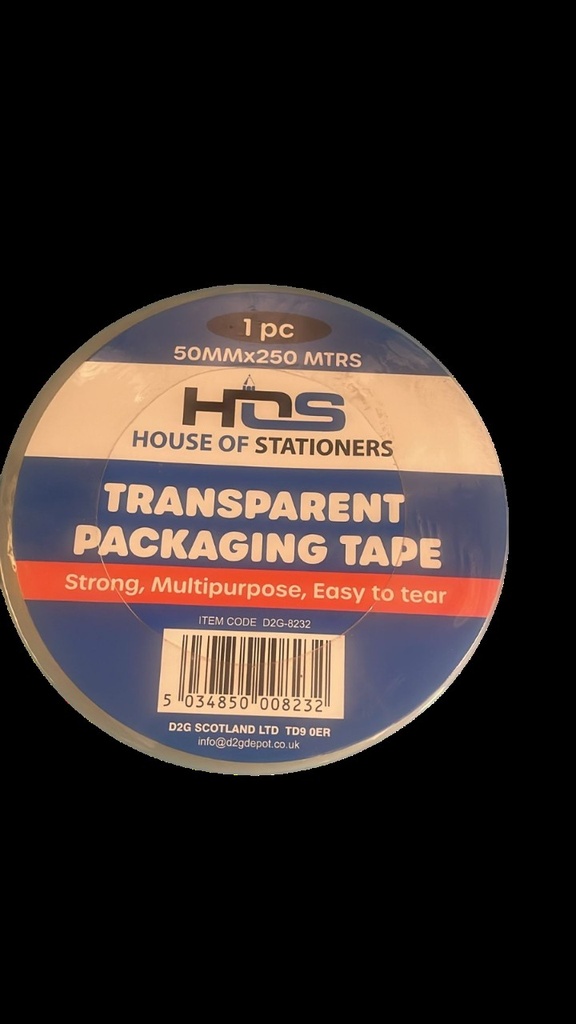 1 pc
50MMx250 MTRS
HOS
HOUSE OF STATIONERS
TRANSPARENT
PACKAGING TAPE
Strong, Multipurpose, Easy to tear
ITEM CODE D2G-8232
5 034850 008232
D2G SCOTLAND LTD TD9 0ER
info@d2gdepot.co.uk